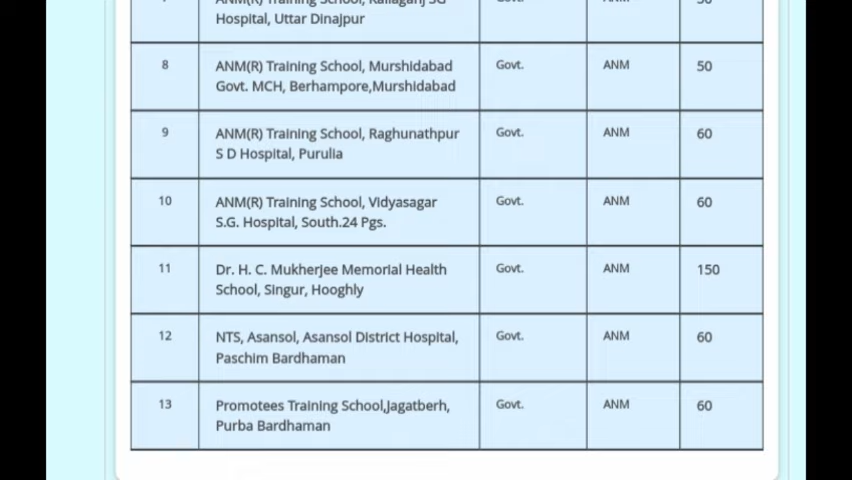 Hospital, Uttar Dinajpur
8 ANM(R) Training School, Murshidabad Govt. ANM 50
Govt. MCH, Berhampore,Murshidabad
9 ANM(R) Training School, Raghunathpur Govt. ANM 60
S D Hospital, Purulia
10 ANM(R) Training School, Vidyasagar Govt. ANM 60
S.G. Hospital, South.24 Pgs.
11 Dr. H. C. Mukherjee Memorial Health Govt. ANM 150
School, Singur, Hooghly
12 NTS, Asansol, Asansol District Hospital, Govt. ANM 60
Paschim Bardhaman
13 Promotees Training School,Jagatberh, Govt. ANM 60
Purba Bardhaman